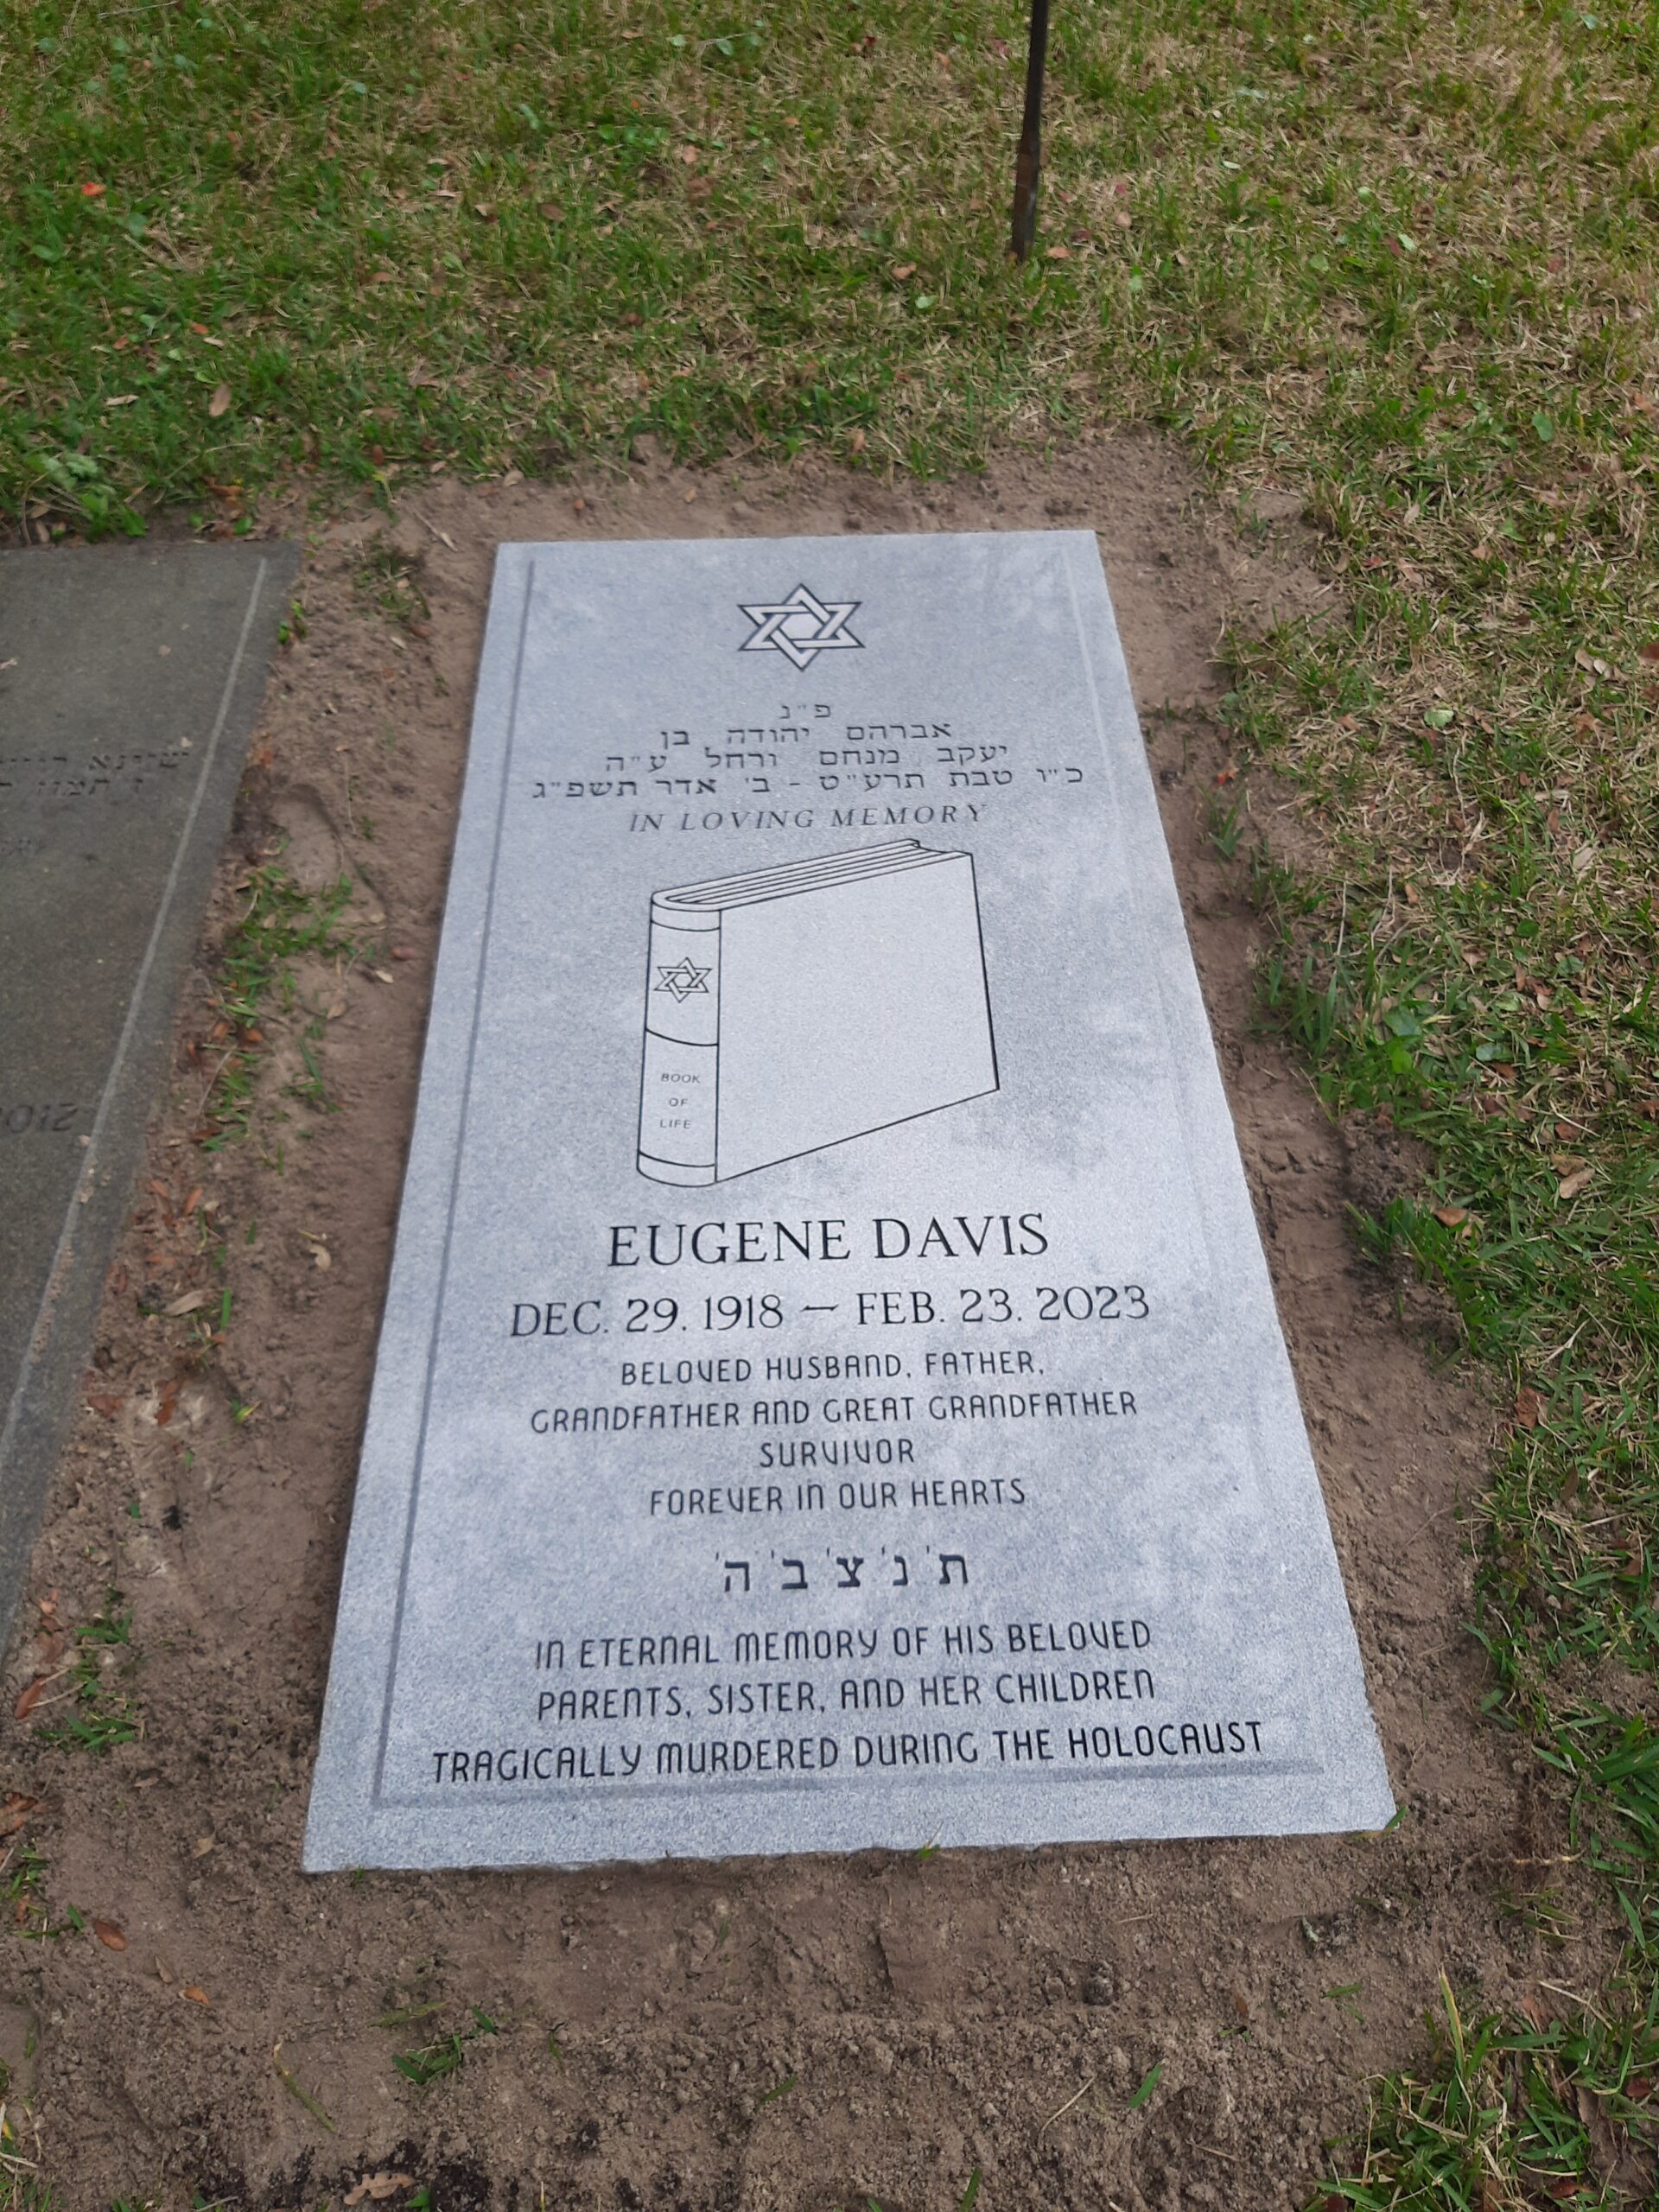 פ"נ
אברהם יהודה בן
יעקב מנחם ורחל ע"ה
כ"ו טבת תרע"ט - ב' אדר תשפ"ג
IN LOVING MEMORY
BOOK
OF
LIFE
EUGENE DAVIS
DEC. 29. 1918 — FEB. 23. 2023
BELOVED HUSBAND, FATHER,
GRANDFATHER AND GREAT GRANDFATHER
SURVIVOR
FOREVER IN OUR HEARTS
ת' נ' צ' ב' ה'
IN ETERNAL MEMORY OF HIS BELOVED
PARENTS, SISTER, AND HER CHILDREN
TRAGICALLY MURDERED DURING THE HOLOCAUST